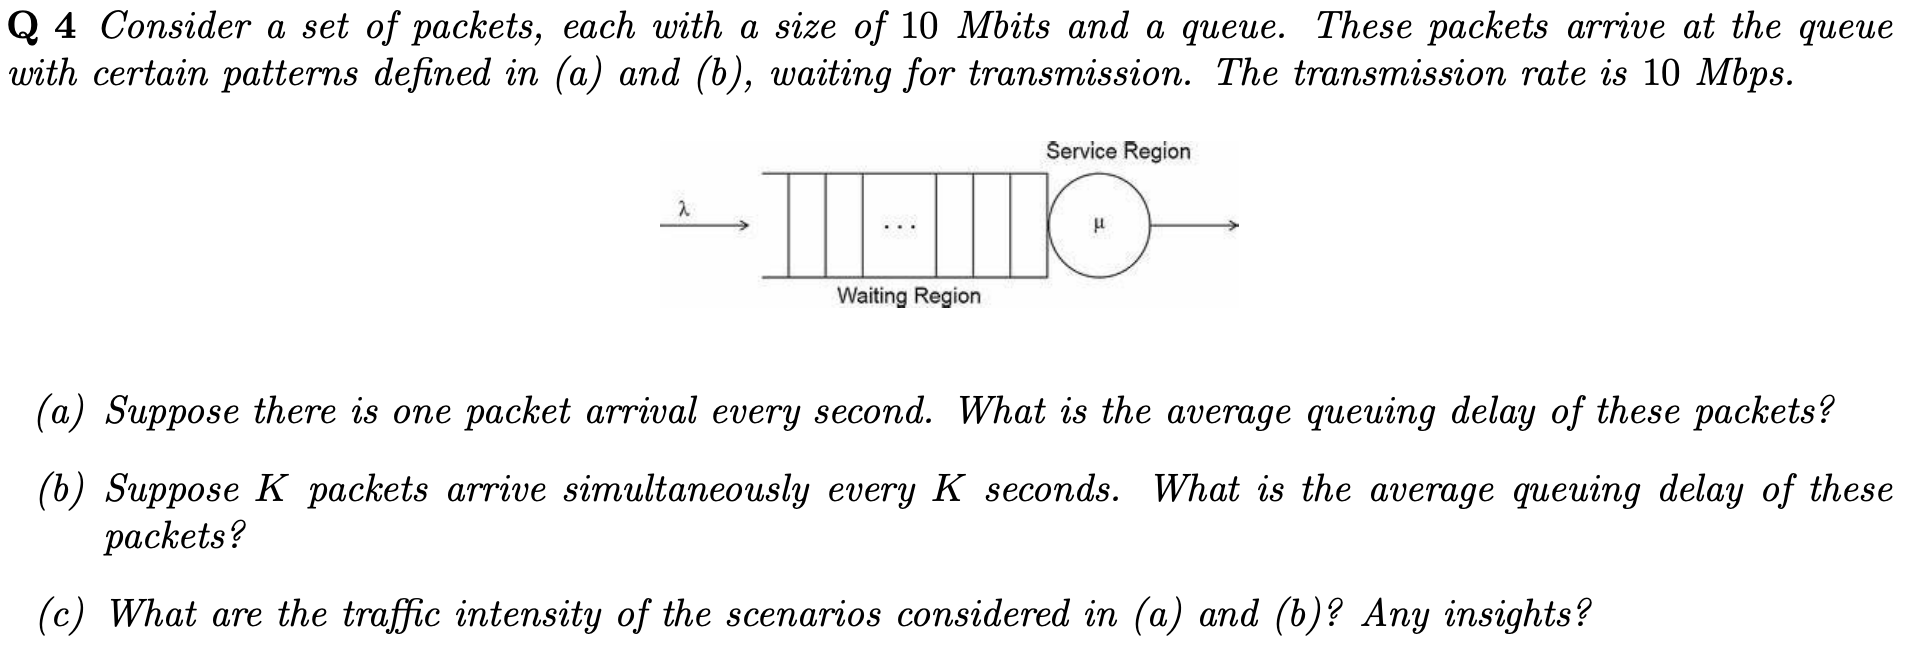 Q 4 Consider a set of packets, each with a size of 10 Mbits and a queue. These packets arrive at the queue
with certain patterns defined in (a) and (b), waiting for transmission. The transmission rate is 10 Mbps.
Service Region
λ
...
μ
Waiting Region
(a) Suppose there is one packet arrival every second. What is the average queuing delay of these packets?
(b) Suppose K packets arrive simultaneously every K seconds. What is the average queuing delay of these
packets?
(c) What are the traffic intensity of the scenarios considered in (a) and (b)? Any insights?